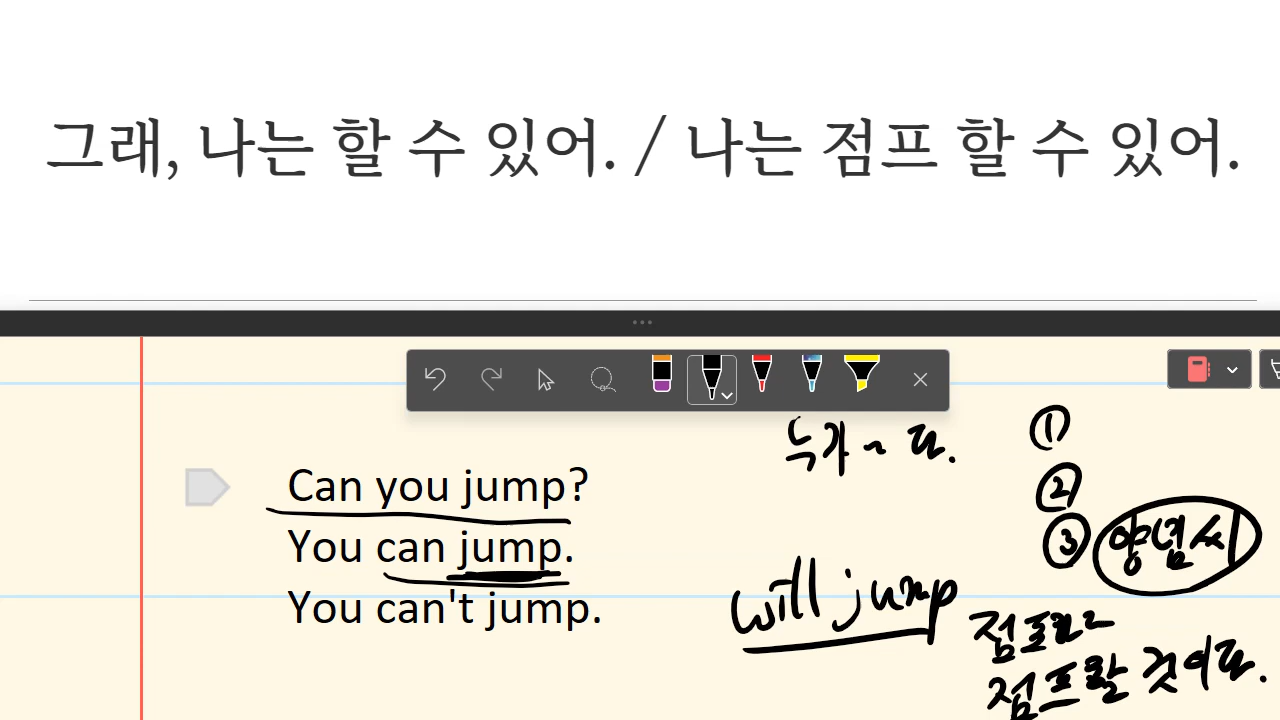 그래, 나는 할 수 있어. / 나는 점프 할 수 있어.
누가 ~ 다.
①
Can you jump?
②
You can jump.
③ 양념씨
You can't jump.
will jump
점프하다
점프할 것이다.